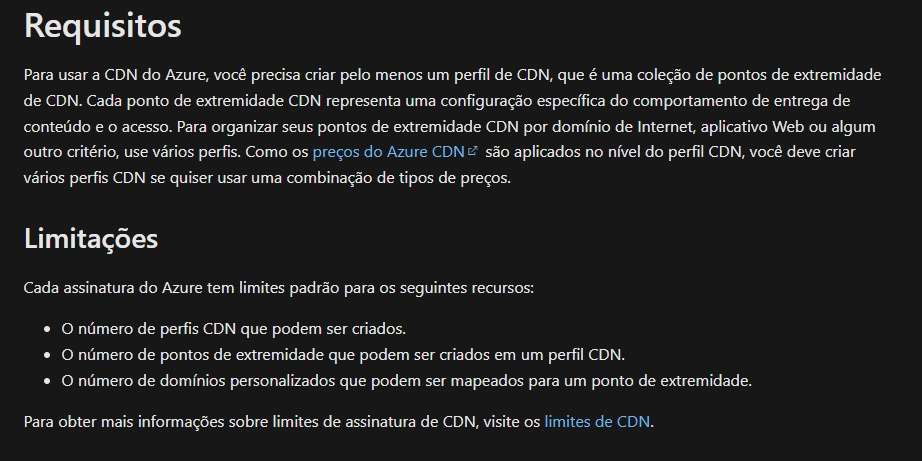 Requisitos
Para usar a CDN do Azure, você precisa criar pelo menos um perfil de CDN, que é uma coleção de pontos de extremidade
de CDN. Cada ponto de extremidade CDN representa uma configuração específica do comportamento de entrega de
conteúdo e o acesso. Para organizar seus pontos de extremidade CDN por domínio de Internet, aplicativo Web ou algum
outro critério, use vários perfis. Como os preços do Azure CDN são aplicados no nível do perfil CDN, você deve criar
vários perfis CDN se quiser usar uma combinação de tipos de preços.
Limitações
Cada assinatura do Azure tem limites padrão para os seguintes recursos:
• O número de perfis CDN que podem ser criados.
• O número de pontos de extremidade que podem ser criados em um perfil CDN.
• O número de domínios personalizados que podem ser mapeados para um ponto de extremidade.
Para obter mais informações sobre limites de assinatura de CDN, visite os limites de CDN.